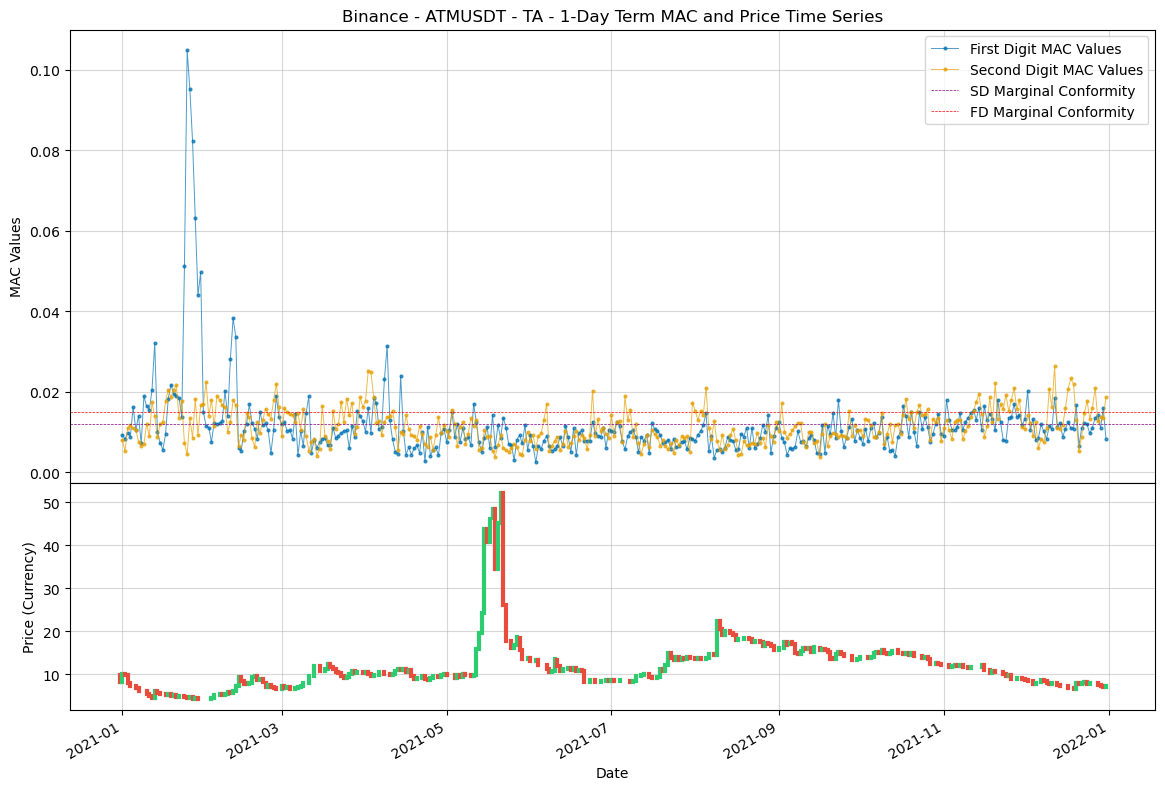 Binance - ATMUSDT - TA - 1-Day Term MAC and Price Time Series
First Digit MAC Values
Second Digit MAC Values
SD Marginal Conformity
FD Marginal Conformity
MAC Values
0.10
0.08
0.06
0.04
0.02
0.00
Price (Currency)
50
40
30
20
10
2021-01
2021-03
2021-05
2021-07
2021-09
2021-11
2022-01
Date